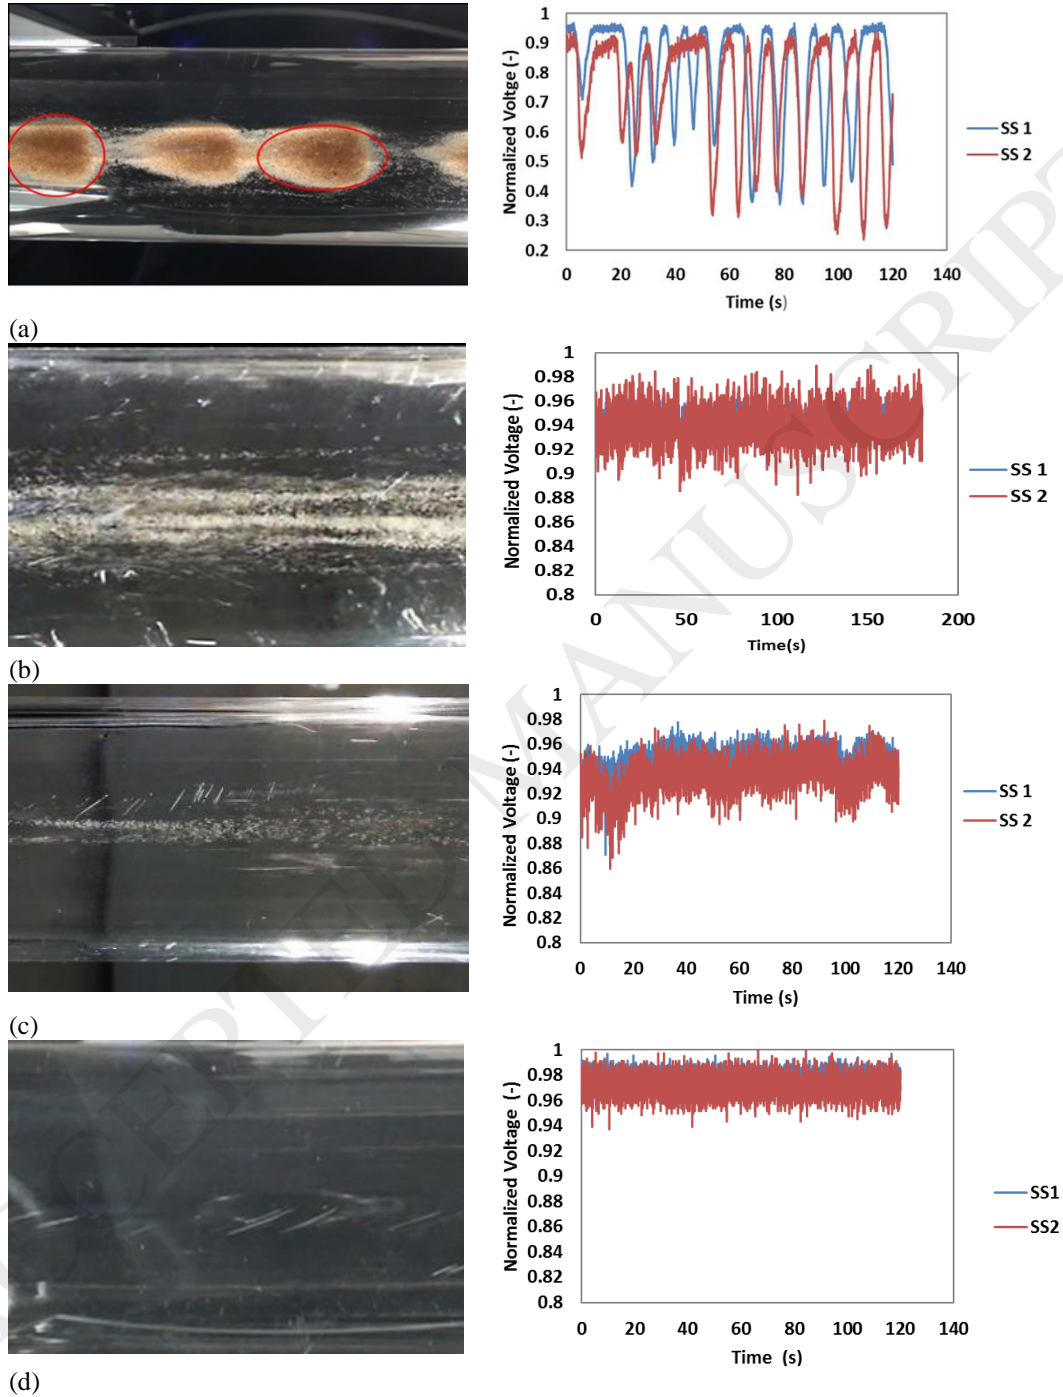 1
0.9
0.8
0.7
0.6
0.5
0.4
0.3
0.2
Normalized Voltge (-)
0 20 40 60 80 100 120 140
Time (s)
SS 1
SS 2
(a)
1
0.98
0.96
0.94
0.92
0.9
0.88
0.86
0.84
0.82
0.8
Normalized Voltage (-)
0 50 100 150 200
Time(s)
SS 1
SS 2
(b)
1
0.98
0.96
0.94
0.92
0.9
0.88
0.86
0.84
0.82
0.8
Normalized Voltage (-)
0 20 40 60 80 100 120 140
Time (s)
SS 1
SS 2
(c)
1
0.98
0.96
0.94
0.92
0.9
0.88
0.86
0.84
0.82
0.8
Normalized Voltage (-)
0 20 40 60 80 100 120 140
Time (s)
SS1
SS2
(d)
ACCEPTED MANUSCRIPT